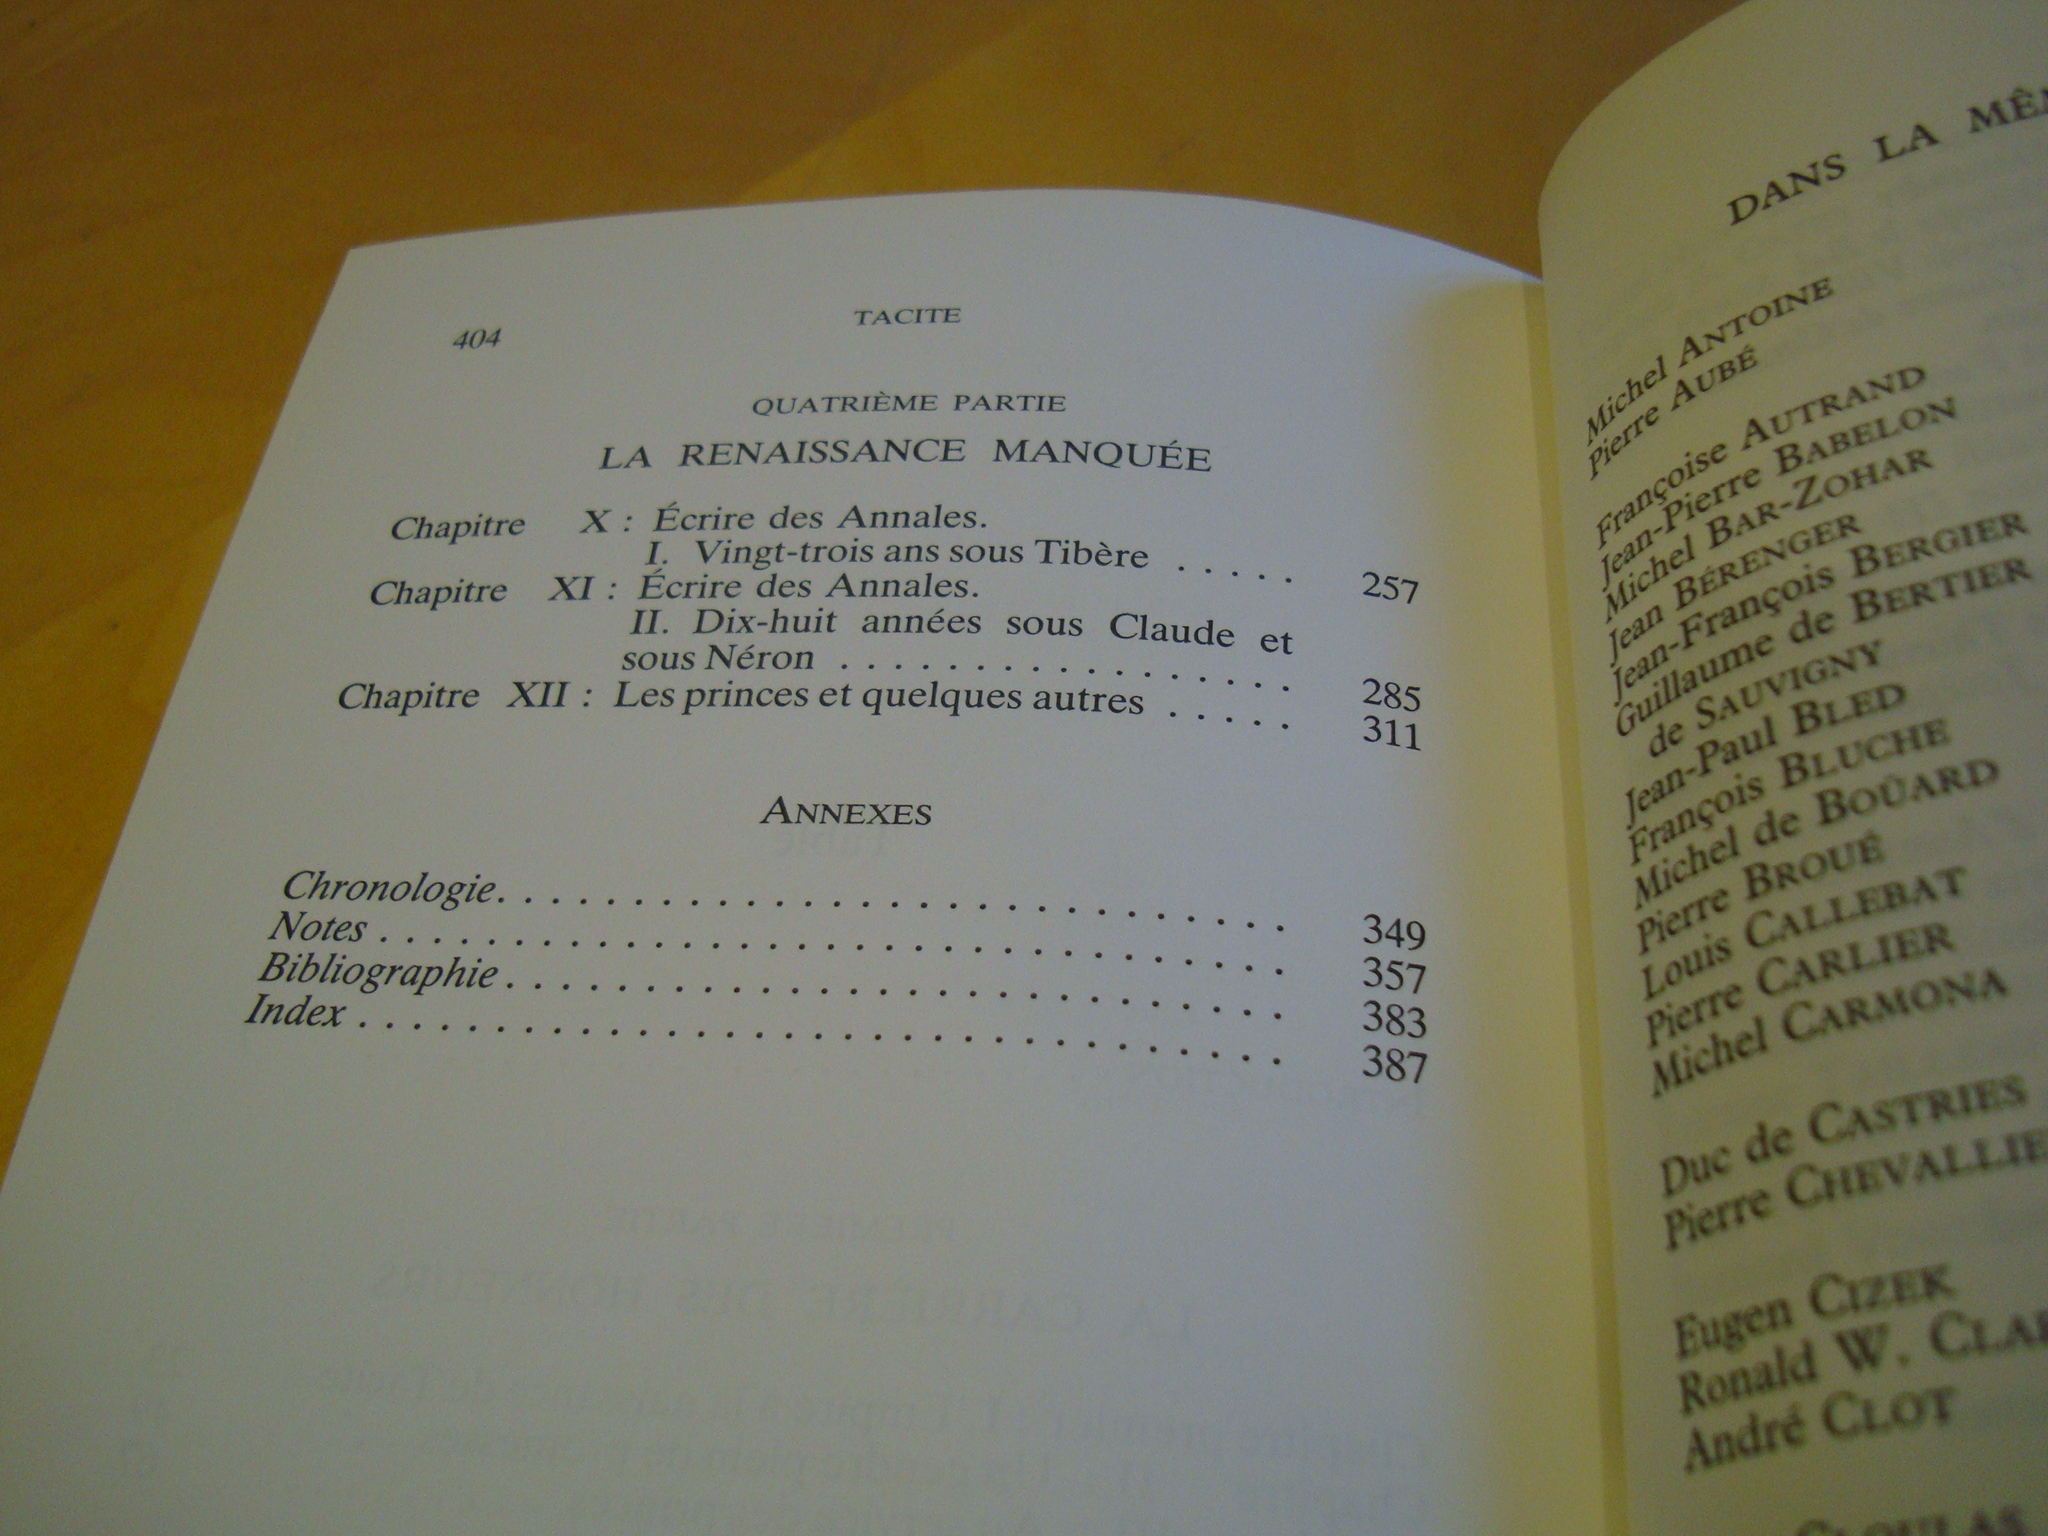 404
TACITE
QUATRIÈME PARTIE
LA RENAISSANCE MANQUÉE
Chapitre X : Écrire des Annales.
I. Vingt-trois ans sous Tibère . . . . . 257
Chapitre XI : Écrire des Annales.
II. Dix-huit années sous Claude et
sous Néron . . . . . . . . . . . . . . . . . 285
Chapitre XII : Les princes et quelques autres . . . . . 311
ANNEXES
Chronologie. . . . . . . . . . . . . . . . . . . . . . . . . . . . . . 349
Notes . . . . . . . . . . . . . . . . . . . . . . . . . . . . . . . . . . 357
Bibliographie . . . . . . . . . . . . . . . . . . . . . . . . . . . . . 383
Index . . . . . . . . . . . . . . . . . . . . . . . . . . . . . . . . . . 387
DANS LA
Michel ANTOINE
Pierre AUBÉ
Françoise AUTRAND
Jean-Pierre BABELON
Michel BAR-ZOHAR
Jean BÉRENGER
Jean-François BERGIER
Guillaume de BERTIER
de SAUVIGNY
Jean-Paul BLED
François BLUCHE
Michel de BOÜARD
Pierre BROUÉ
Louis CALLEBAT
Pierre CARLIER
Michel CARMONA
Duc de CASTRIES
Pierre
Eugen CIZEK
Ronald W.
André CLOT